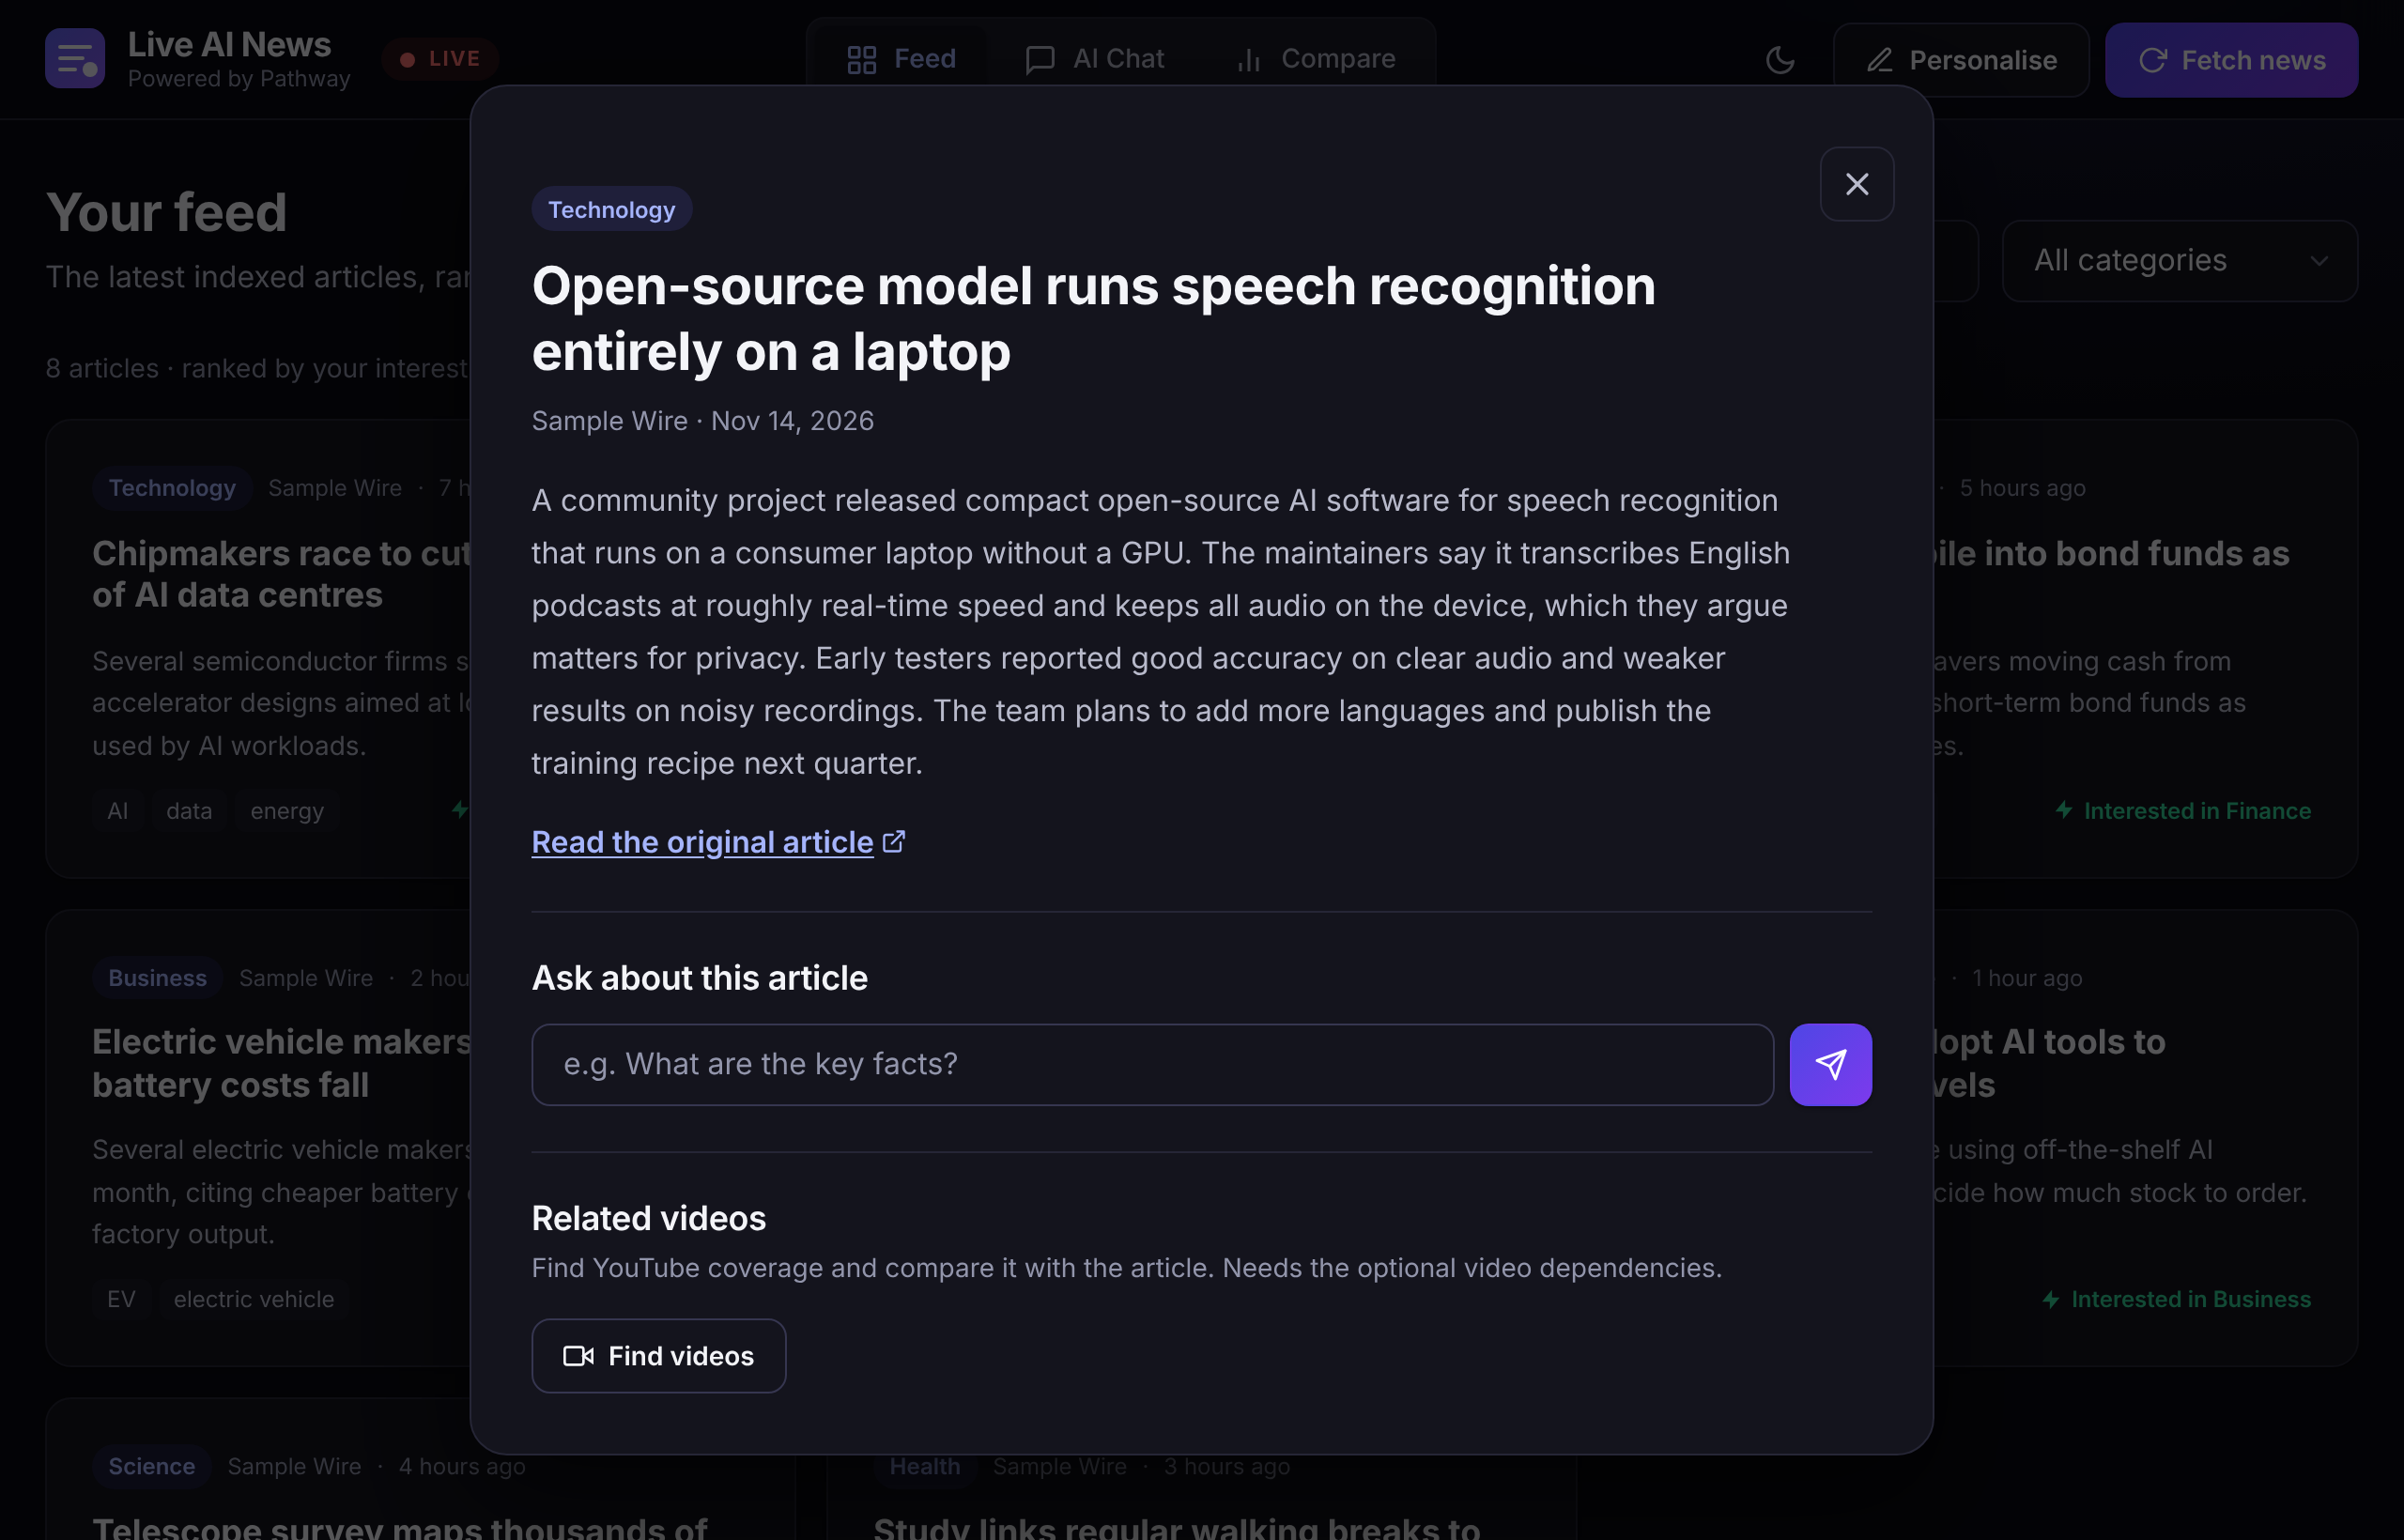 Live AI News
Powered by Pathway
LIVE
Feed
AI Chat
Compare
Personalise
Fetch news
Your feed
The latest indexed articles,
All categories
8 articles · ranked by your
Technology
Open-source model runs speech recognition
entirely on a laptop
Sample Wire · Nov 14, 2026
A community project released compact open-source AI software for speech recognition
that runs on a consumer laptop without a GPU. The maintainers say it transcribes English
podcasts at roughly real-time speed and keeps all audio on the device, which they argue
matters for privacy. Early testers reported good accuracy on clear audio and weaker
results on noisy recordings. The team plans to add more languages and publish the
training recipe next quarter.
Read the original article
Ask about this article
e.g. What are the key facts?
Related videos
Find YouTube coverage and compare it with the article. Needs the optional video dependencies.
Find videos
Technology Sample Wire · 7
Chipmakers race to cut
of AI data centres
Several semiconductor firms
accelerator designs aimed at
used by AI workloads.
AI data energy
· 5 hours ago
into bond funds as
moving cash from
short-term bond funds as
Interested in Finance
Business Sample Wire · 2
Electric vehicle makers
battery costs fall
Several electric vehicle makers
month, citing cheaper battery
factory output.
EV electric vehicle
· 1 hour ago
AI tools to
using off-the-shelf AI
how much stock to order.
Interested in Business
Science Sample Wire · 4 hours ago
Telescope survey maps thousands of
Health Sample Wire · 3 hours ago
Study links regular walking breaks to